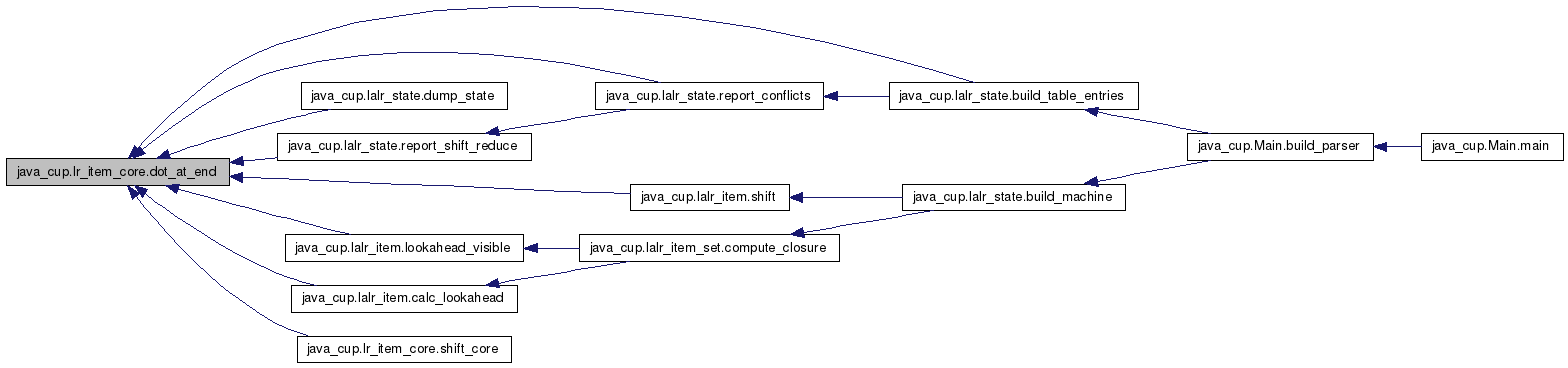 java_cup.lalr_state.dump_state
java_cup.lalr_state.report_conflicts
java_cup.lalr_state.build_table_entries
java_cup.lalr_state.report_shift_reduce
java_cup.Main.build_parser
java_cup.Main.main
java_cup.lr_item_core.dot_at_end
java_cup.lalr_item.shift
java_cup.lalr_state.build_machine
java_cup.lalr_item.lookahead_visible
java_cup.lalr_item_set.compute_closure
java_cup.lalr_item.calc_lookahead
java_cup.lr_item_core.shift_core